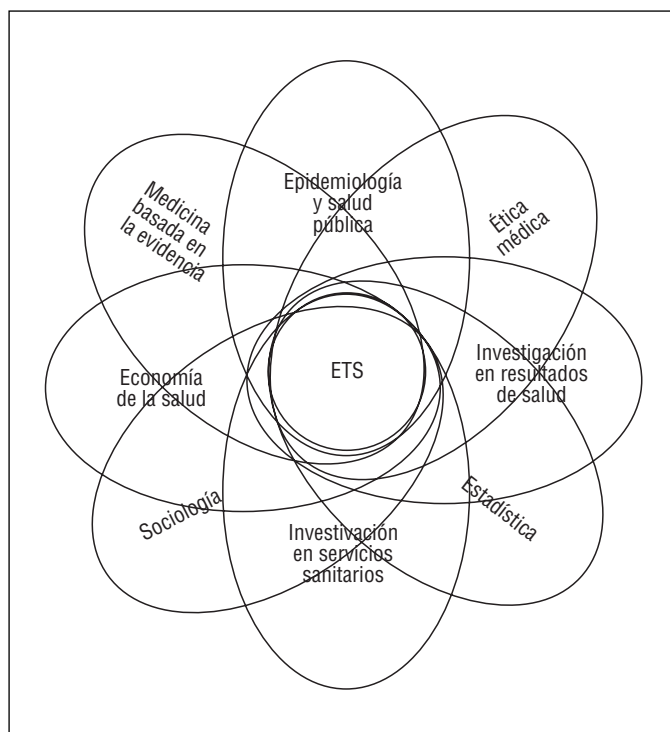 Epidemiología
y salud
pública
Ética
médica
Medicina
basada en
la evidencia
Investigación
en resultados
de salud
ETS
Economía
de la salud
Estadística
Sociología
Investivación
en servicios
sanitarios